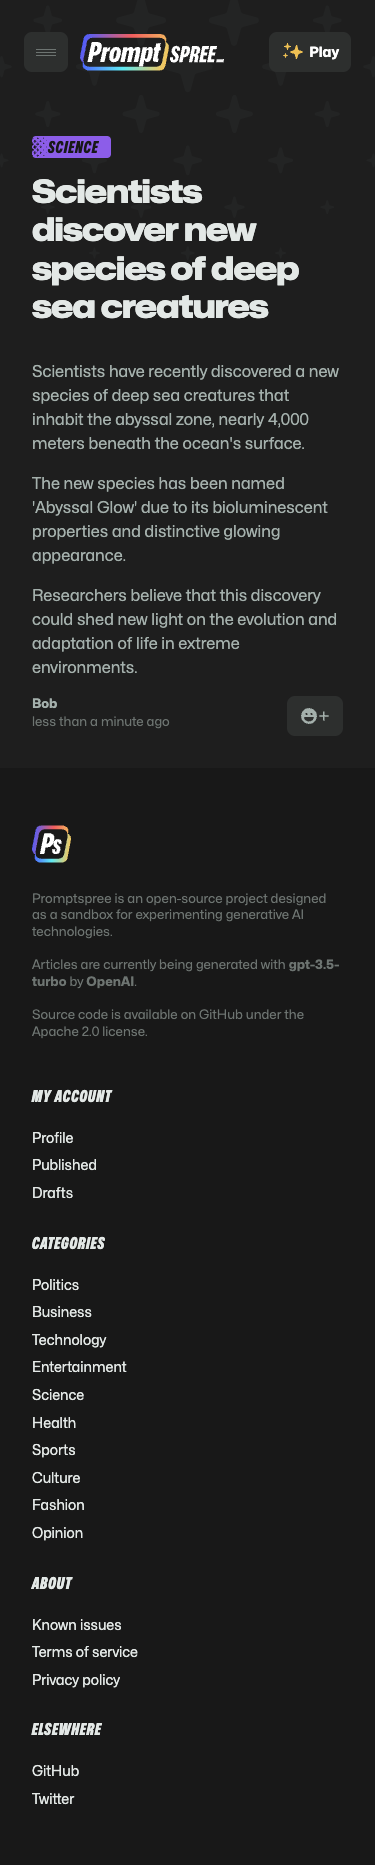 Prompt SPREE_
Play
SCIENCE
Scientists
discover new
species of deep
sea creatures
Scientists have recently discovered a new
species of deep sea creatures that
inhabit the abyssal zone, nearly 4,000
meters beneath the ocean's surface.
The new species has been named
'Abyssal Glow' due to its bioluminescent
properties and distinctive glowing
appearance.
Researchers believe that this discovery
could shed new light on the evolution and
adaptation of life in extreme
environments.
Bob
less than a minute ago
+
Ps
Promptspree is an open-source project designed
as a sandbox for experimenting generative AI
technologies.
Articles are currently being generated with gpt-3.5-
turbo by OpenAI.
Source code is available on GitHub under the
Apache 2.0 license.
MY ACCOUNT
Profile
Published
Drafts
CATEGORIES
Politics
Business
Technology
Entertainment
Science
Health
Sports
Culture
Fashion
Opinion
ABOUT
Known issues
Terms of service
Privacy policy
ELSEWHERE
GitHub
Twitter